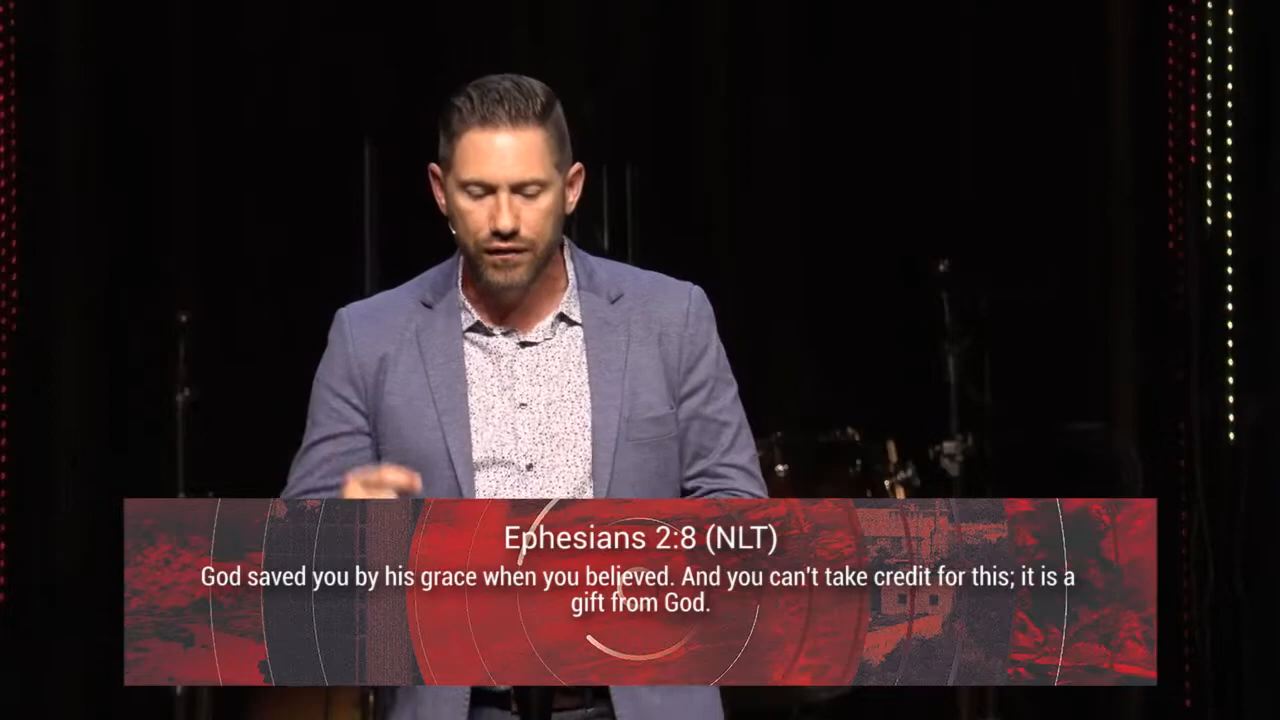 Ephesians 2:8 (NLT)
God saved you by his grace when you believed. And you can't take credit for this; it is a
gift from God.